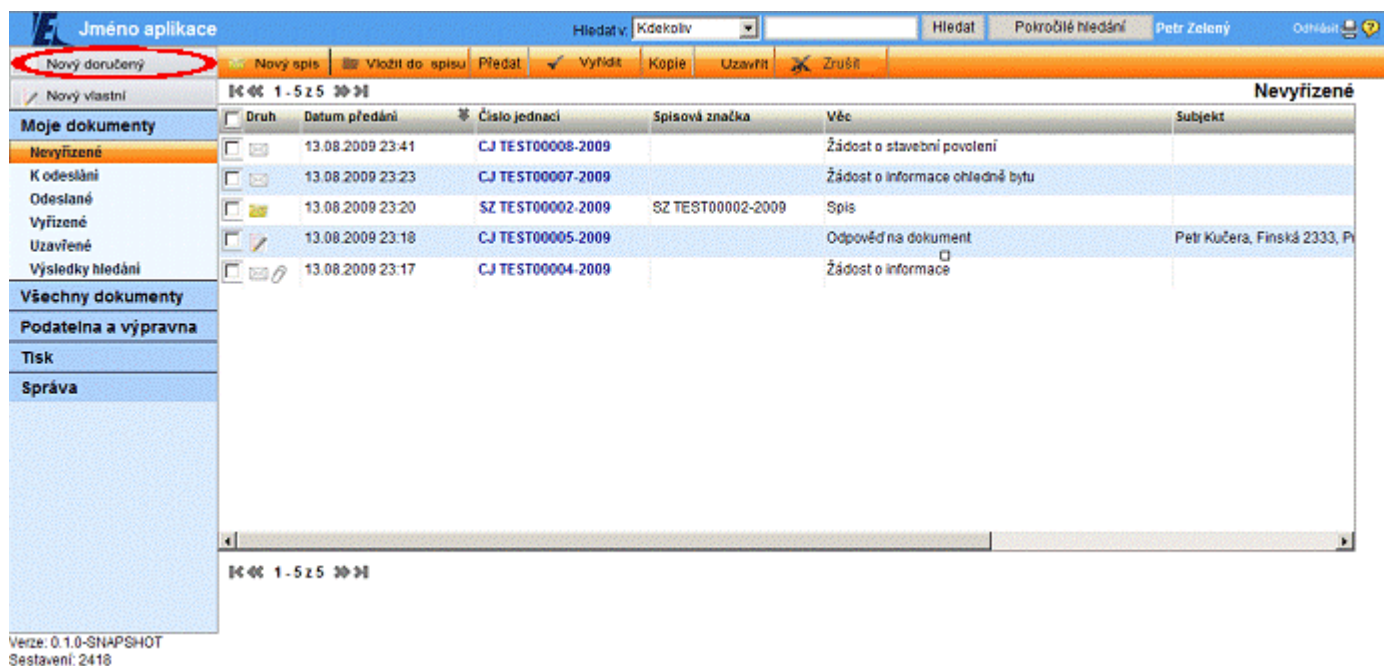 Jméno aplikace
Hledat v: Kdekoliv Hledat Pokročilé hledání Petr Zelený Odhlásit
Nový doručený
Nový spis Vložit do spisu Předat Vyřídit Kopie Uzavřít Zrušit
Nový vlastní
1 - 5 z 5
Nevyřízené
Moje dokumenty
Druh Datum předání Číslo jednací Spisová značka Věc Subjekt
Nevyřízené
K odeslání
Odeslané
Vyřízené
Uzavřené
Výsledky hledání
Všechny dokumenty
Podatelna a výpravna
Tisk
Správa
13.08.2009 23:41 CJ TEST00008-2009 Žádost o stavební povolení
13.08.2009 23:23 CJ TEST00007-2009 Žádost o informace ohledně bytu
13.08.2009 23:20 SZ TEST00002-2009 SZ TEST00002-2009 Spis
13.08.2009 23:18 CJ TEST00005-2009 Odpověď na dokument Petr Kučera, Finská 2333,
13.08.2009 23:17 CJ TEST00004-2009 Žádost o informace
1 - 5 z 5
Verze: 0.1.0-SNAPSHOT
Sestavení: 2418